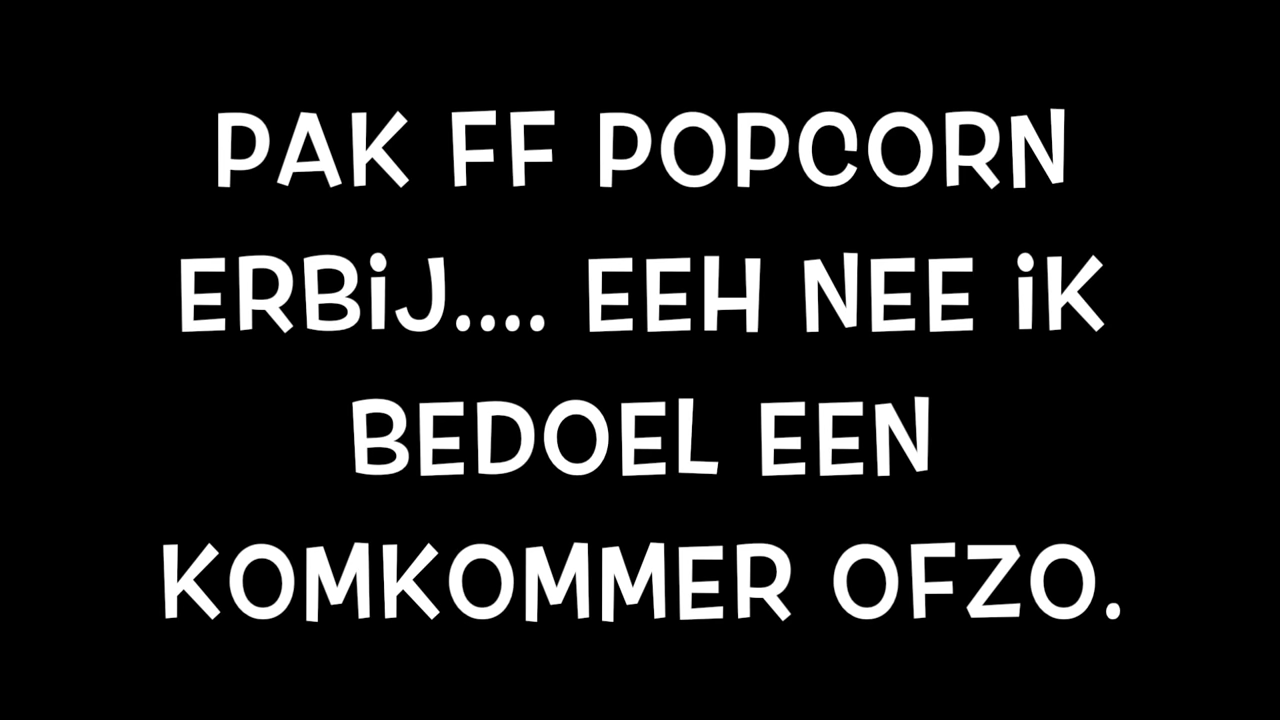 PAK FF POPCORN
ERBiJ.... EEH NEE iK
BEDOEL EEN
KOMKOMMER OFZO.